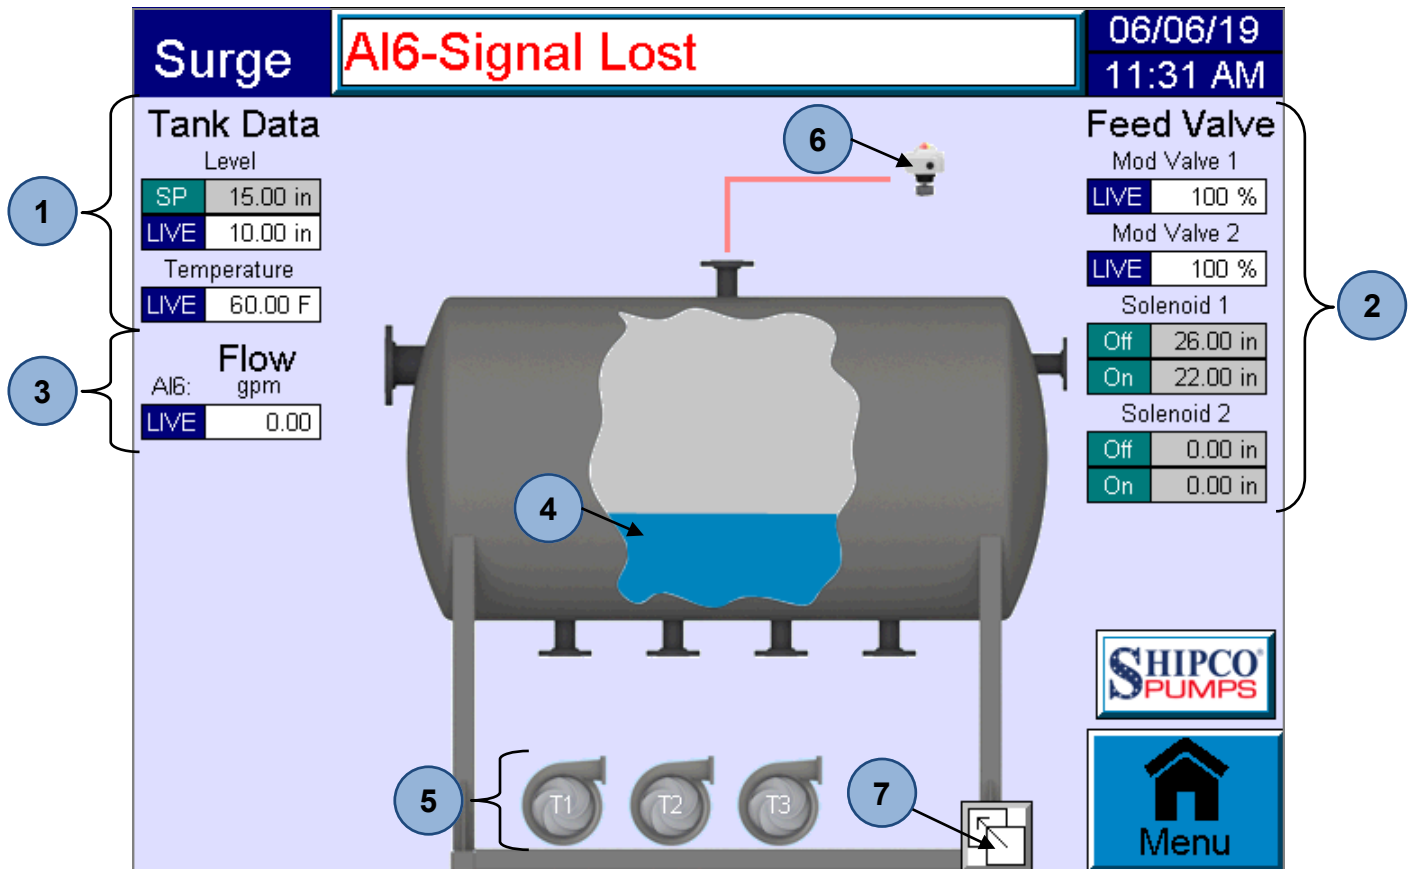 Surge
AI6-Signal Lost
06/06/19
11:31 AM
Tank Data
Level
SP 15.00 in
LIVE 10.00 in
Temperature
LIVE 60.00 F
Flow
AI6: gpm
LIVE 0.00
1
3
6
4
5
T1 T2 T3
7
Feed Valve
Mod Valve 1
LIVE 100 %
Mod Valve 2
LIVE 100 %
Solenoid 1
Off 26.00 in
On 22.00 in
Solenoid 2
Off 0.00 in
On 0.00 in
2
SHIPCO
PUMPS
Menu